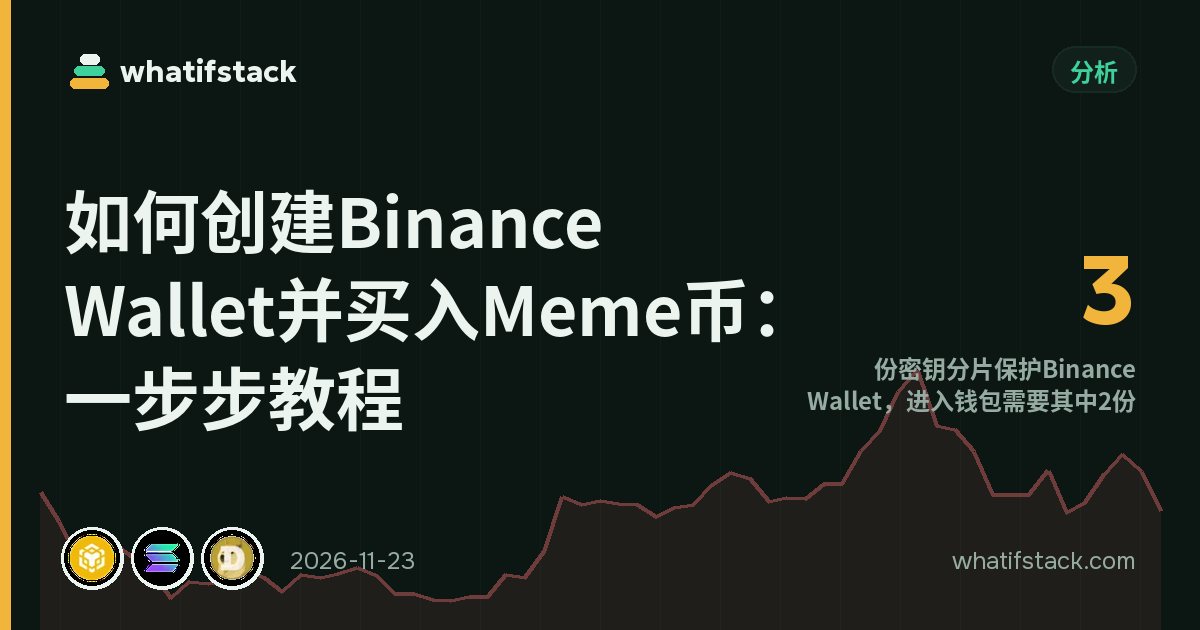 whatifstack
分析
如何创建Binance
Wallet并买入Meme币：
一步步教程
3
份密钥分片保护Binance
Wallet，进入钱包需要其中2份
2026-11-23
whatifstack.com